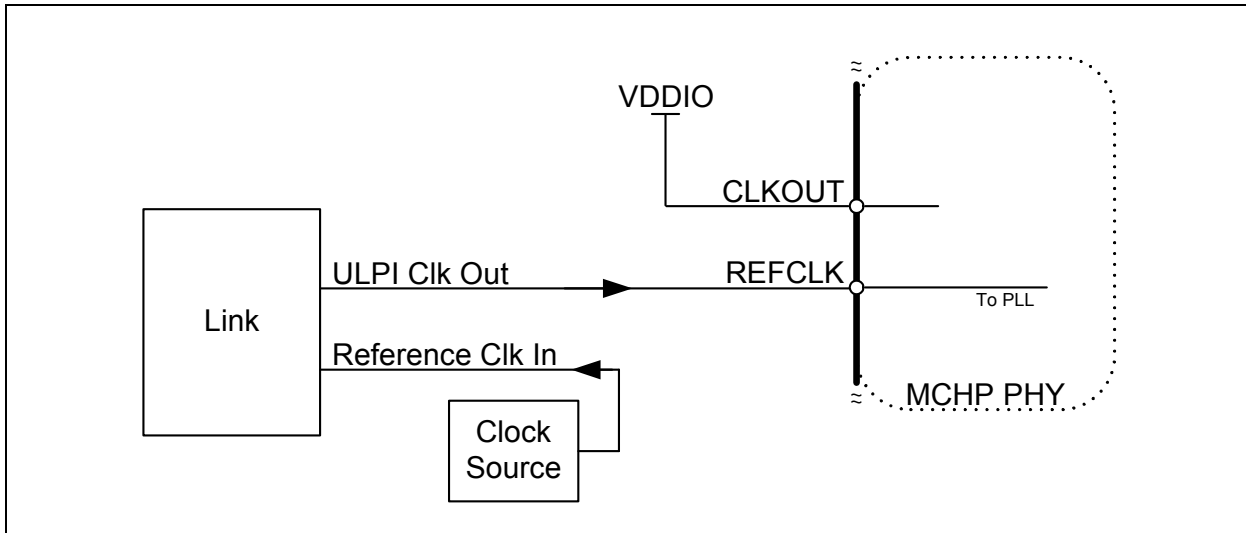 VDDIO
CLKOUT
ULPI Clk Out
REFCLK
To PLL
Link
Reference Clk In
MCHP PHY
Clock
Source